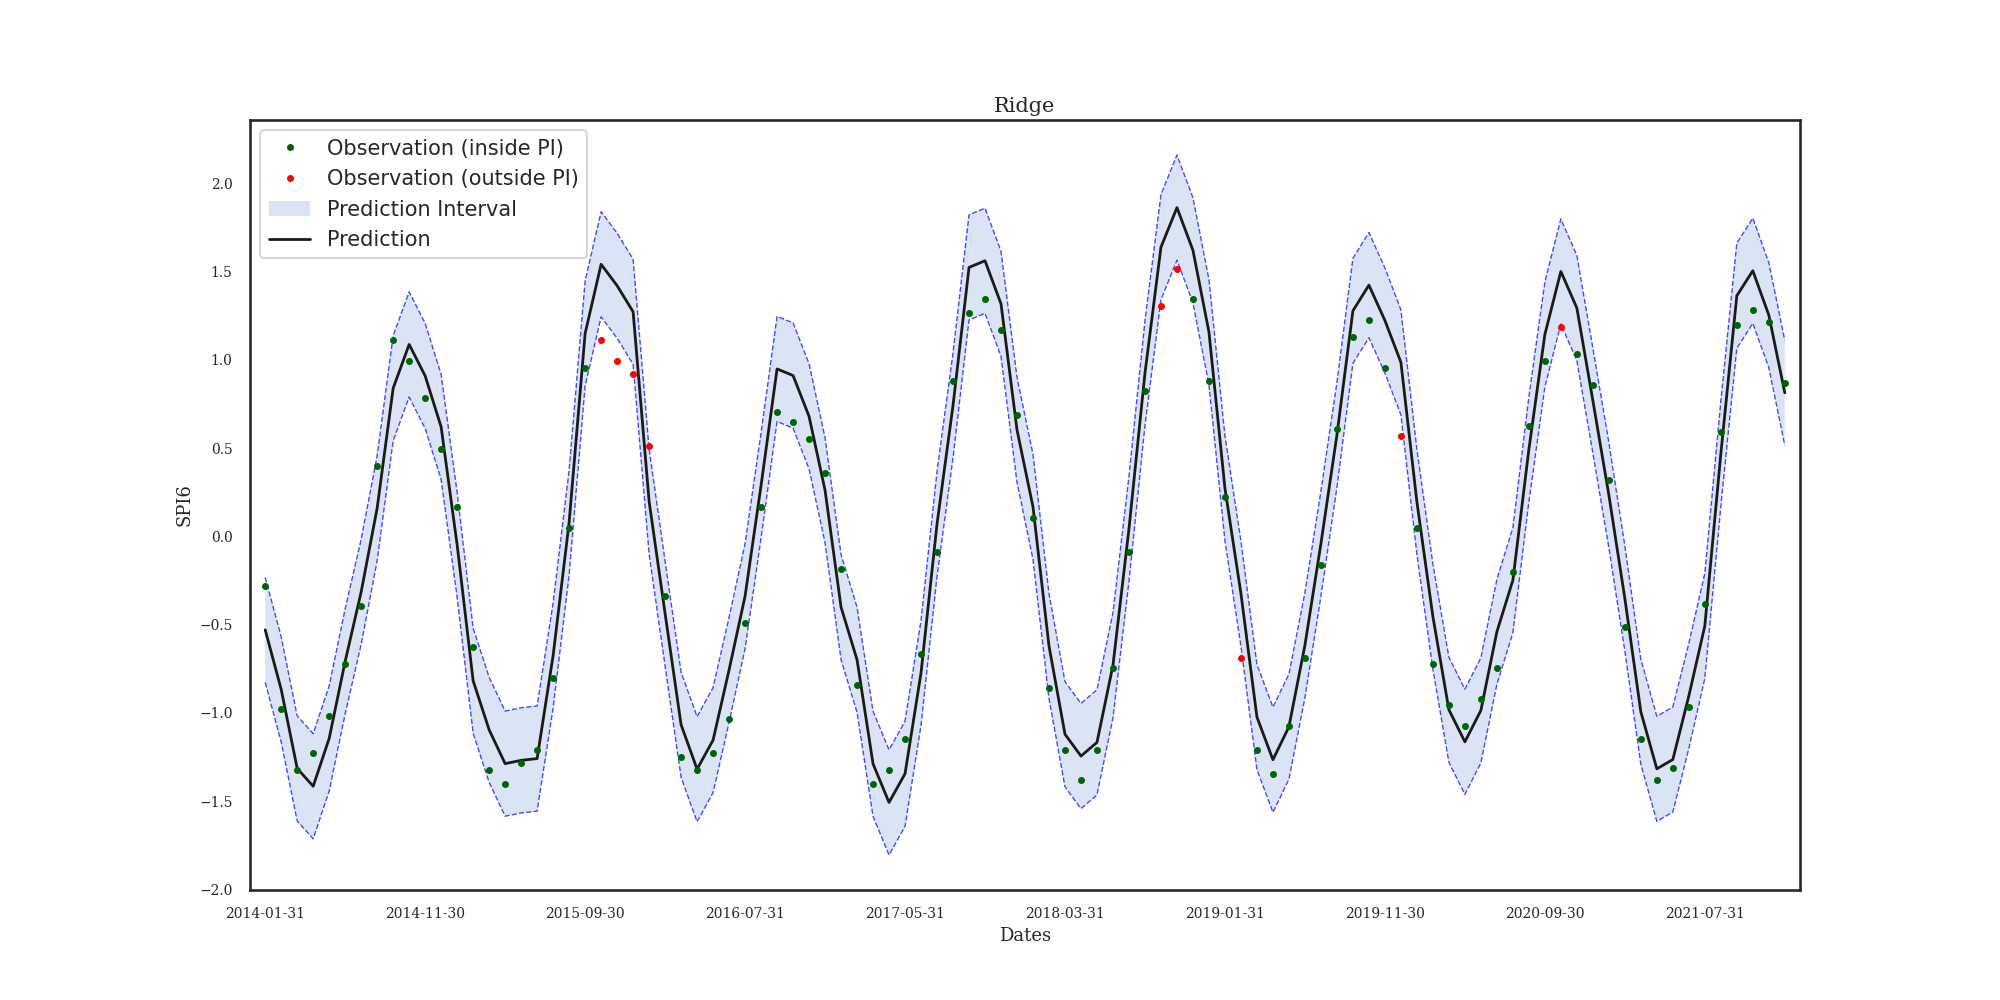 Ridge
Observation (inside PI)
Observation (outside PI)
Prediction Interval
Prediction
2.0
1.5
1.0
0.5
0.0
−0.5
−1.0
−1.5
−2.0
SPI6
2014-01-31 2014-11-30 2015-09-30 2016-07-31 2017-05-31 2018-03-31 2019-01-31 2019-11-30 2020-09-30 2021-07-31
Dates